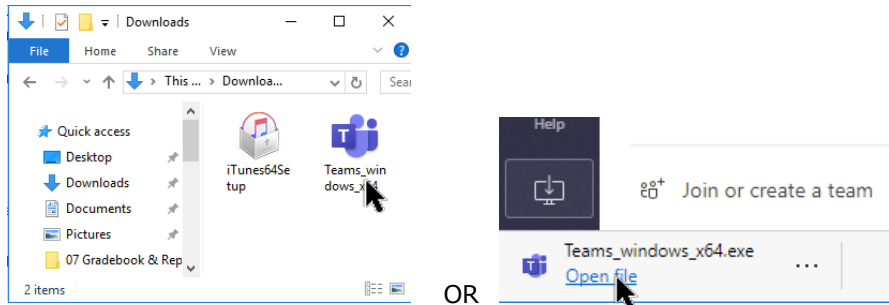 Downloads
File Home Share View
This ... Downloa... Sear
Quick access
Desktop
Downloads
Documents
Pictures
07 Gradebook & Rep
iTunes64Se
tup
Teams_win
dows_x64
2 items
OR
Help
Join or create a team
Teams_windows_x64.exe
...
Open file